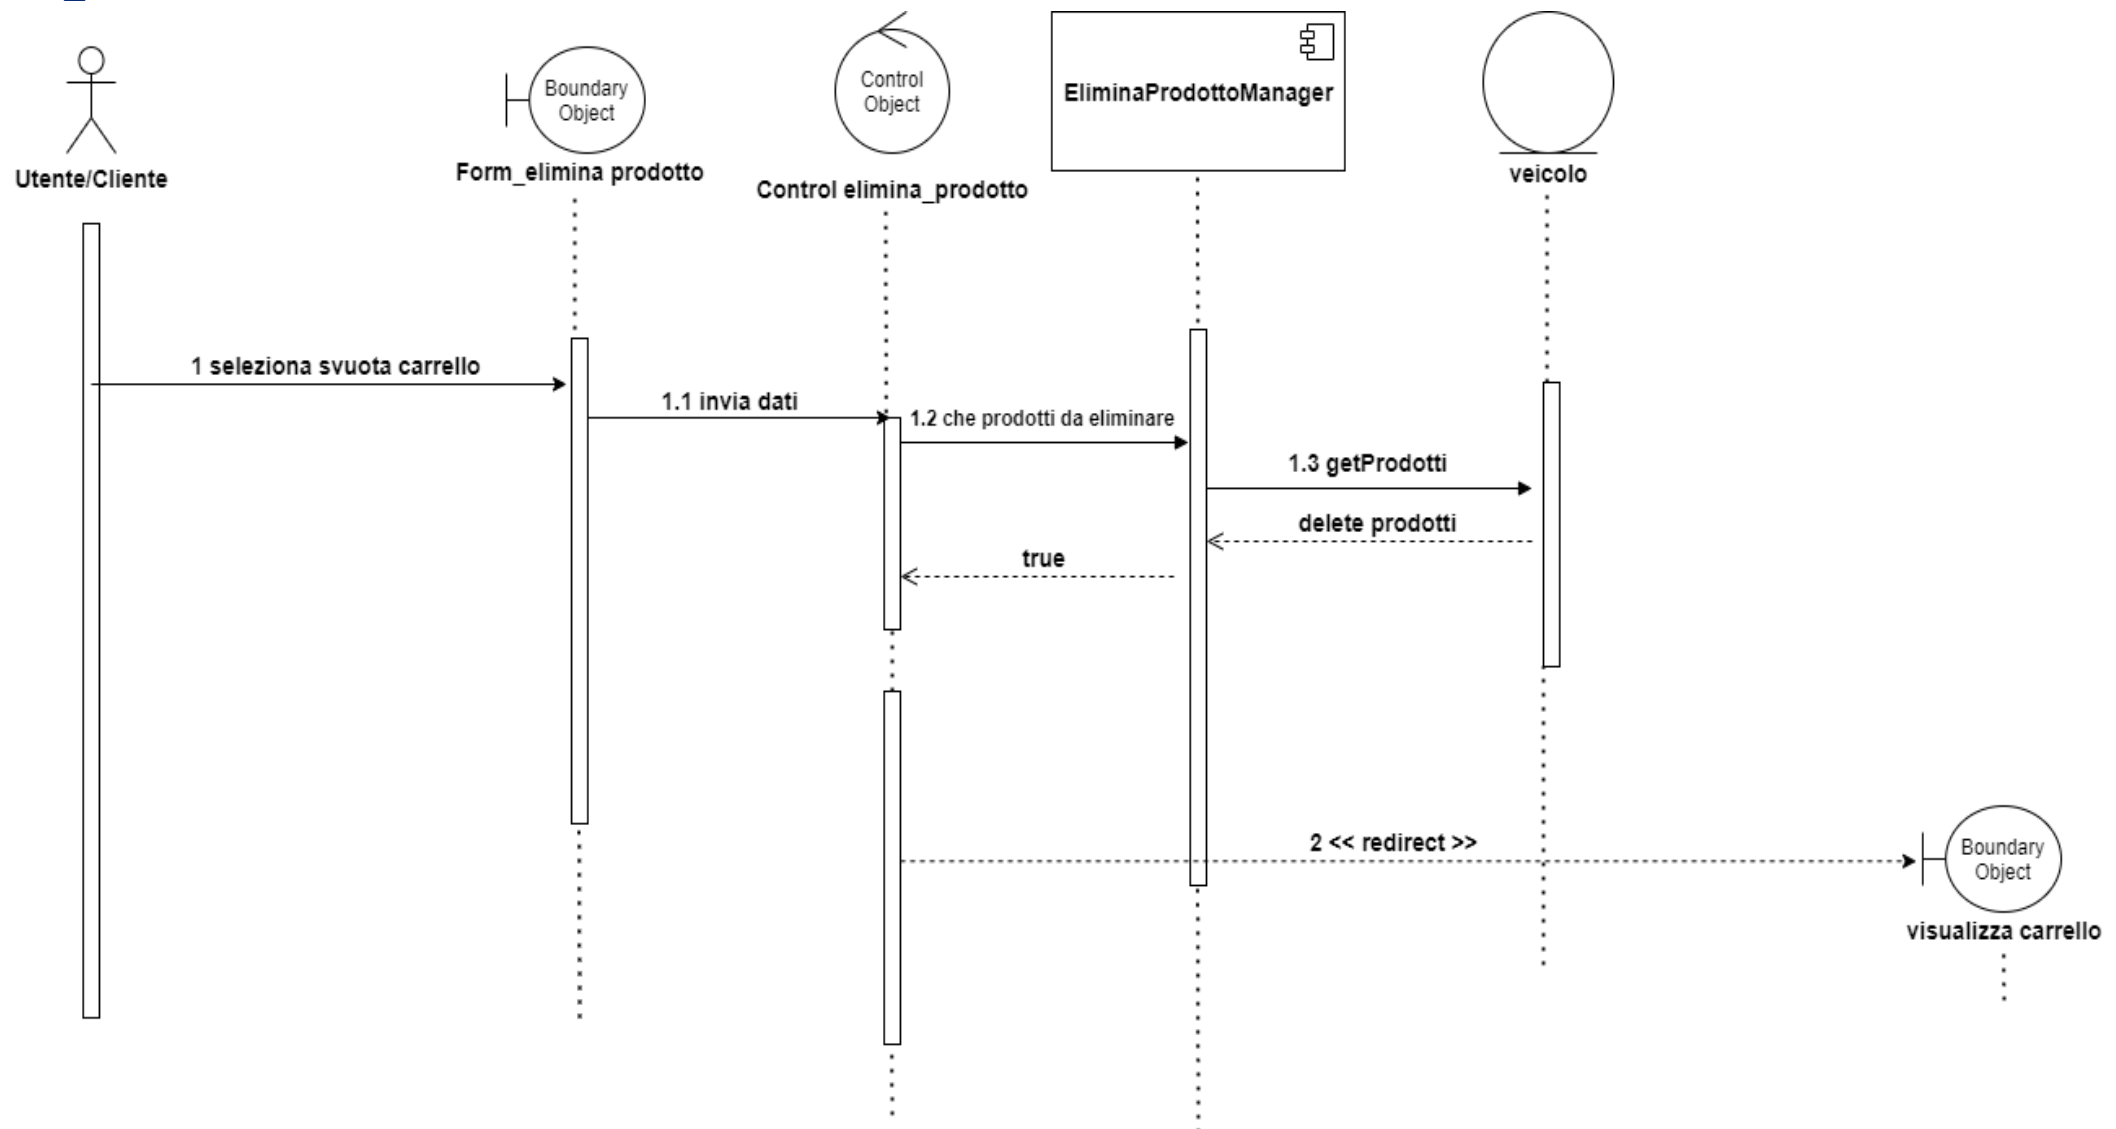 Boundary
Object
Control
Object
EliminaProdottoManager
Utente/Cliente
Form_elimina prodotto
Control elimina_prodotto
veicolo
1 seleziona svuota carrello
1.1 invia dati
1.2 che prodotti da eliminare
1.3 getProdotti
delete prodotti
true
2 << redirect >>
Boundary
Object
visualizza carrello